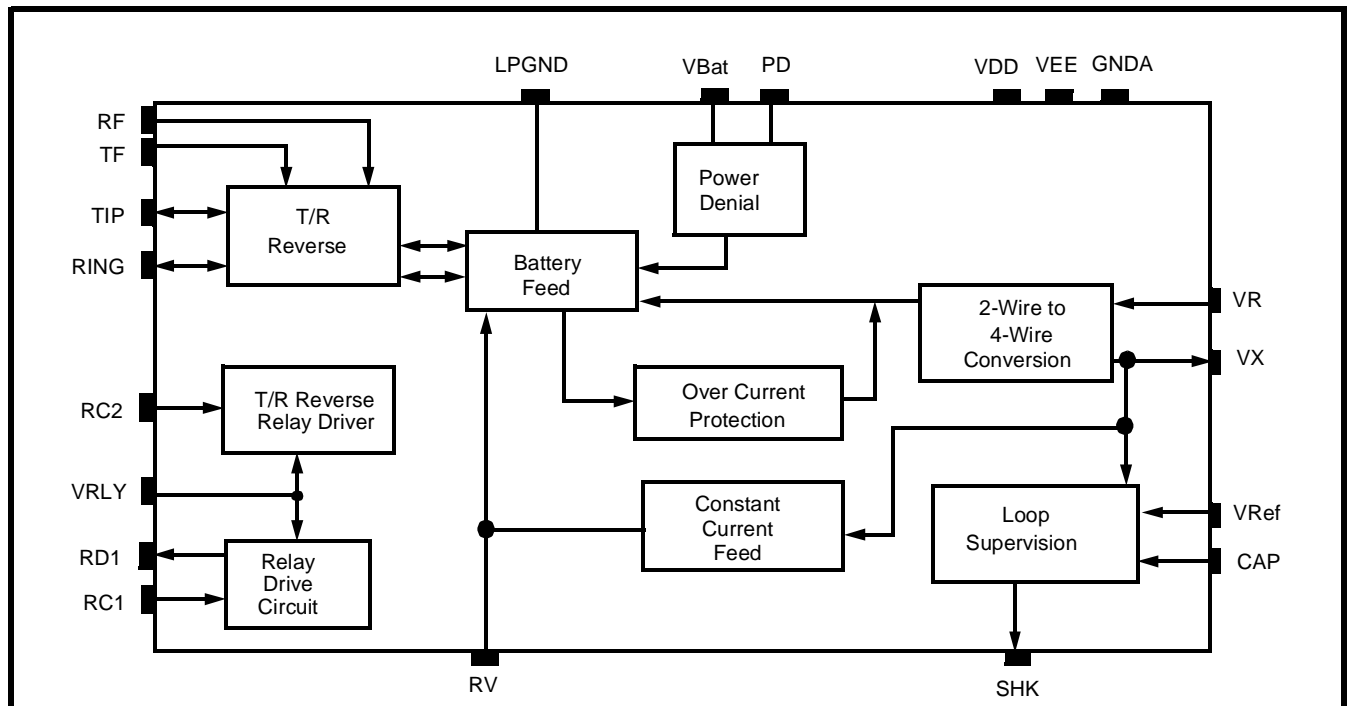 LPGND
VBat
PD
VDD
VEE
GNDA
RF
TF
TIP
RING
T/R
Reverse
Power
Denial
Battery
Feed
2-Wire to
4-Wire
Conversion
VR
VX
RC2
T/R Reverse
Relay Driver
Over Current
Protection
VRLY
Constant
Current
Feed
Loop
Supervision
VRef
CAP
RD1
RC1
Relay
Drive
Circuit
RV
SHK